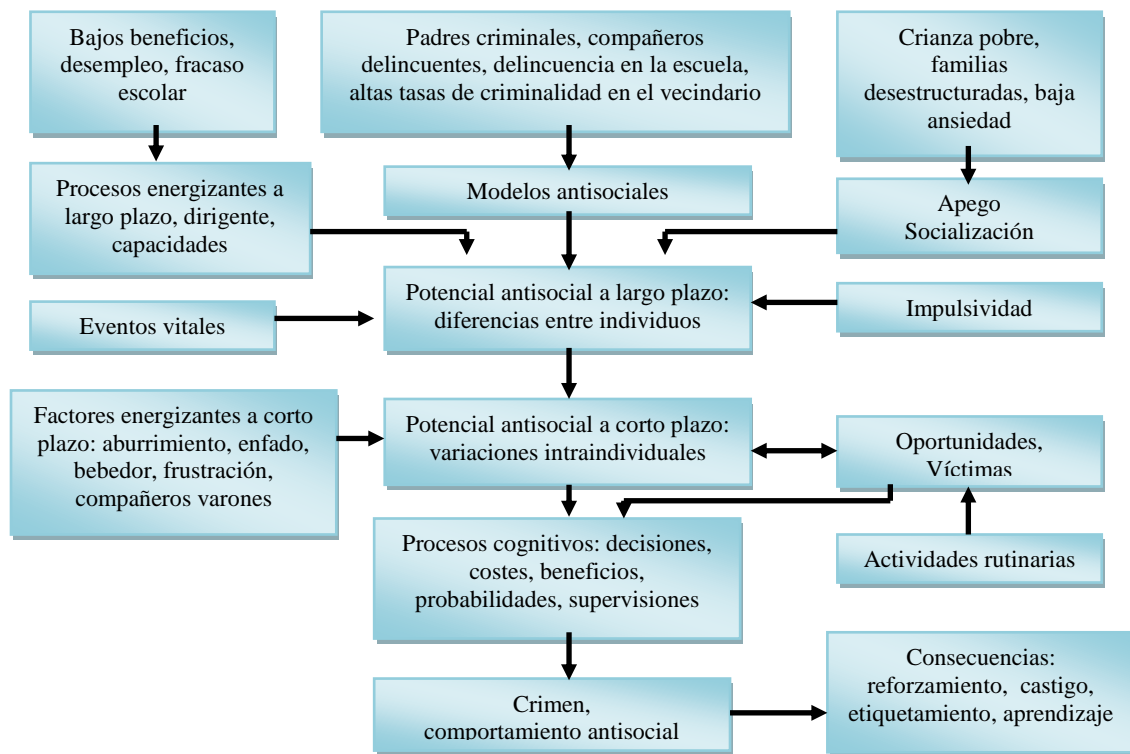 Bajos beneficios,
desempleo, fracaso
escolar
Padres criminales, compañeros
delincuentes, delincuencia en la escuela,
altas tasas de criminalidad en el vecindario
Crianza pobre,
familias
desestructuradas, baja
ansiedad
Procesos energizantes a
largo plazo, dirigente,
capacidades
Modelos antisociales
Apego
Socialización
Potencial antisocial a largo plazo:
diferencias entre individuos
Eventos vitales
Impulsividad
Factores energizantes a corto
plazo: aburrimiento, enfado,
bebedor, frustración,
compañeros varones
Potencial antisocial a corto plazo:
variaciones intraindividuales
Oportunidades,
Víctimas
Procesos cognitivos: decisiones,
costes, beneficios,
probabilidades, supervisiones
Actividades rutinarias
Crimen,
comportamiento antisocial
Consecuencias:
reforzamiento, castigo,
etiquetamiento, aprendizaje